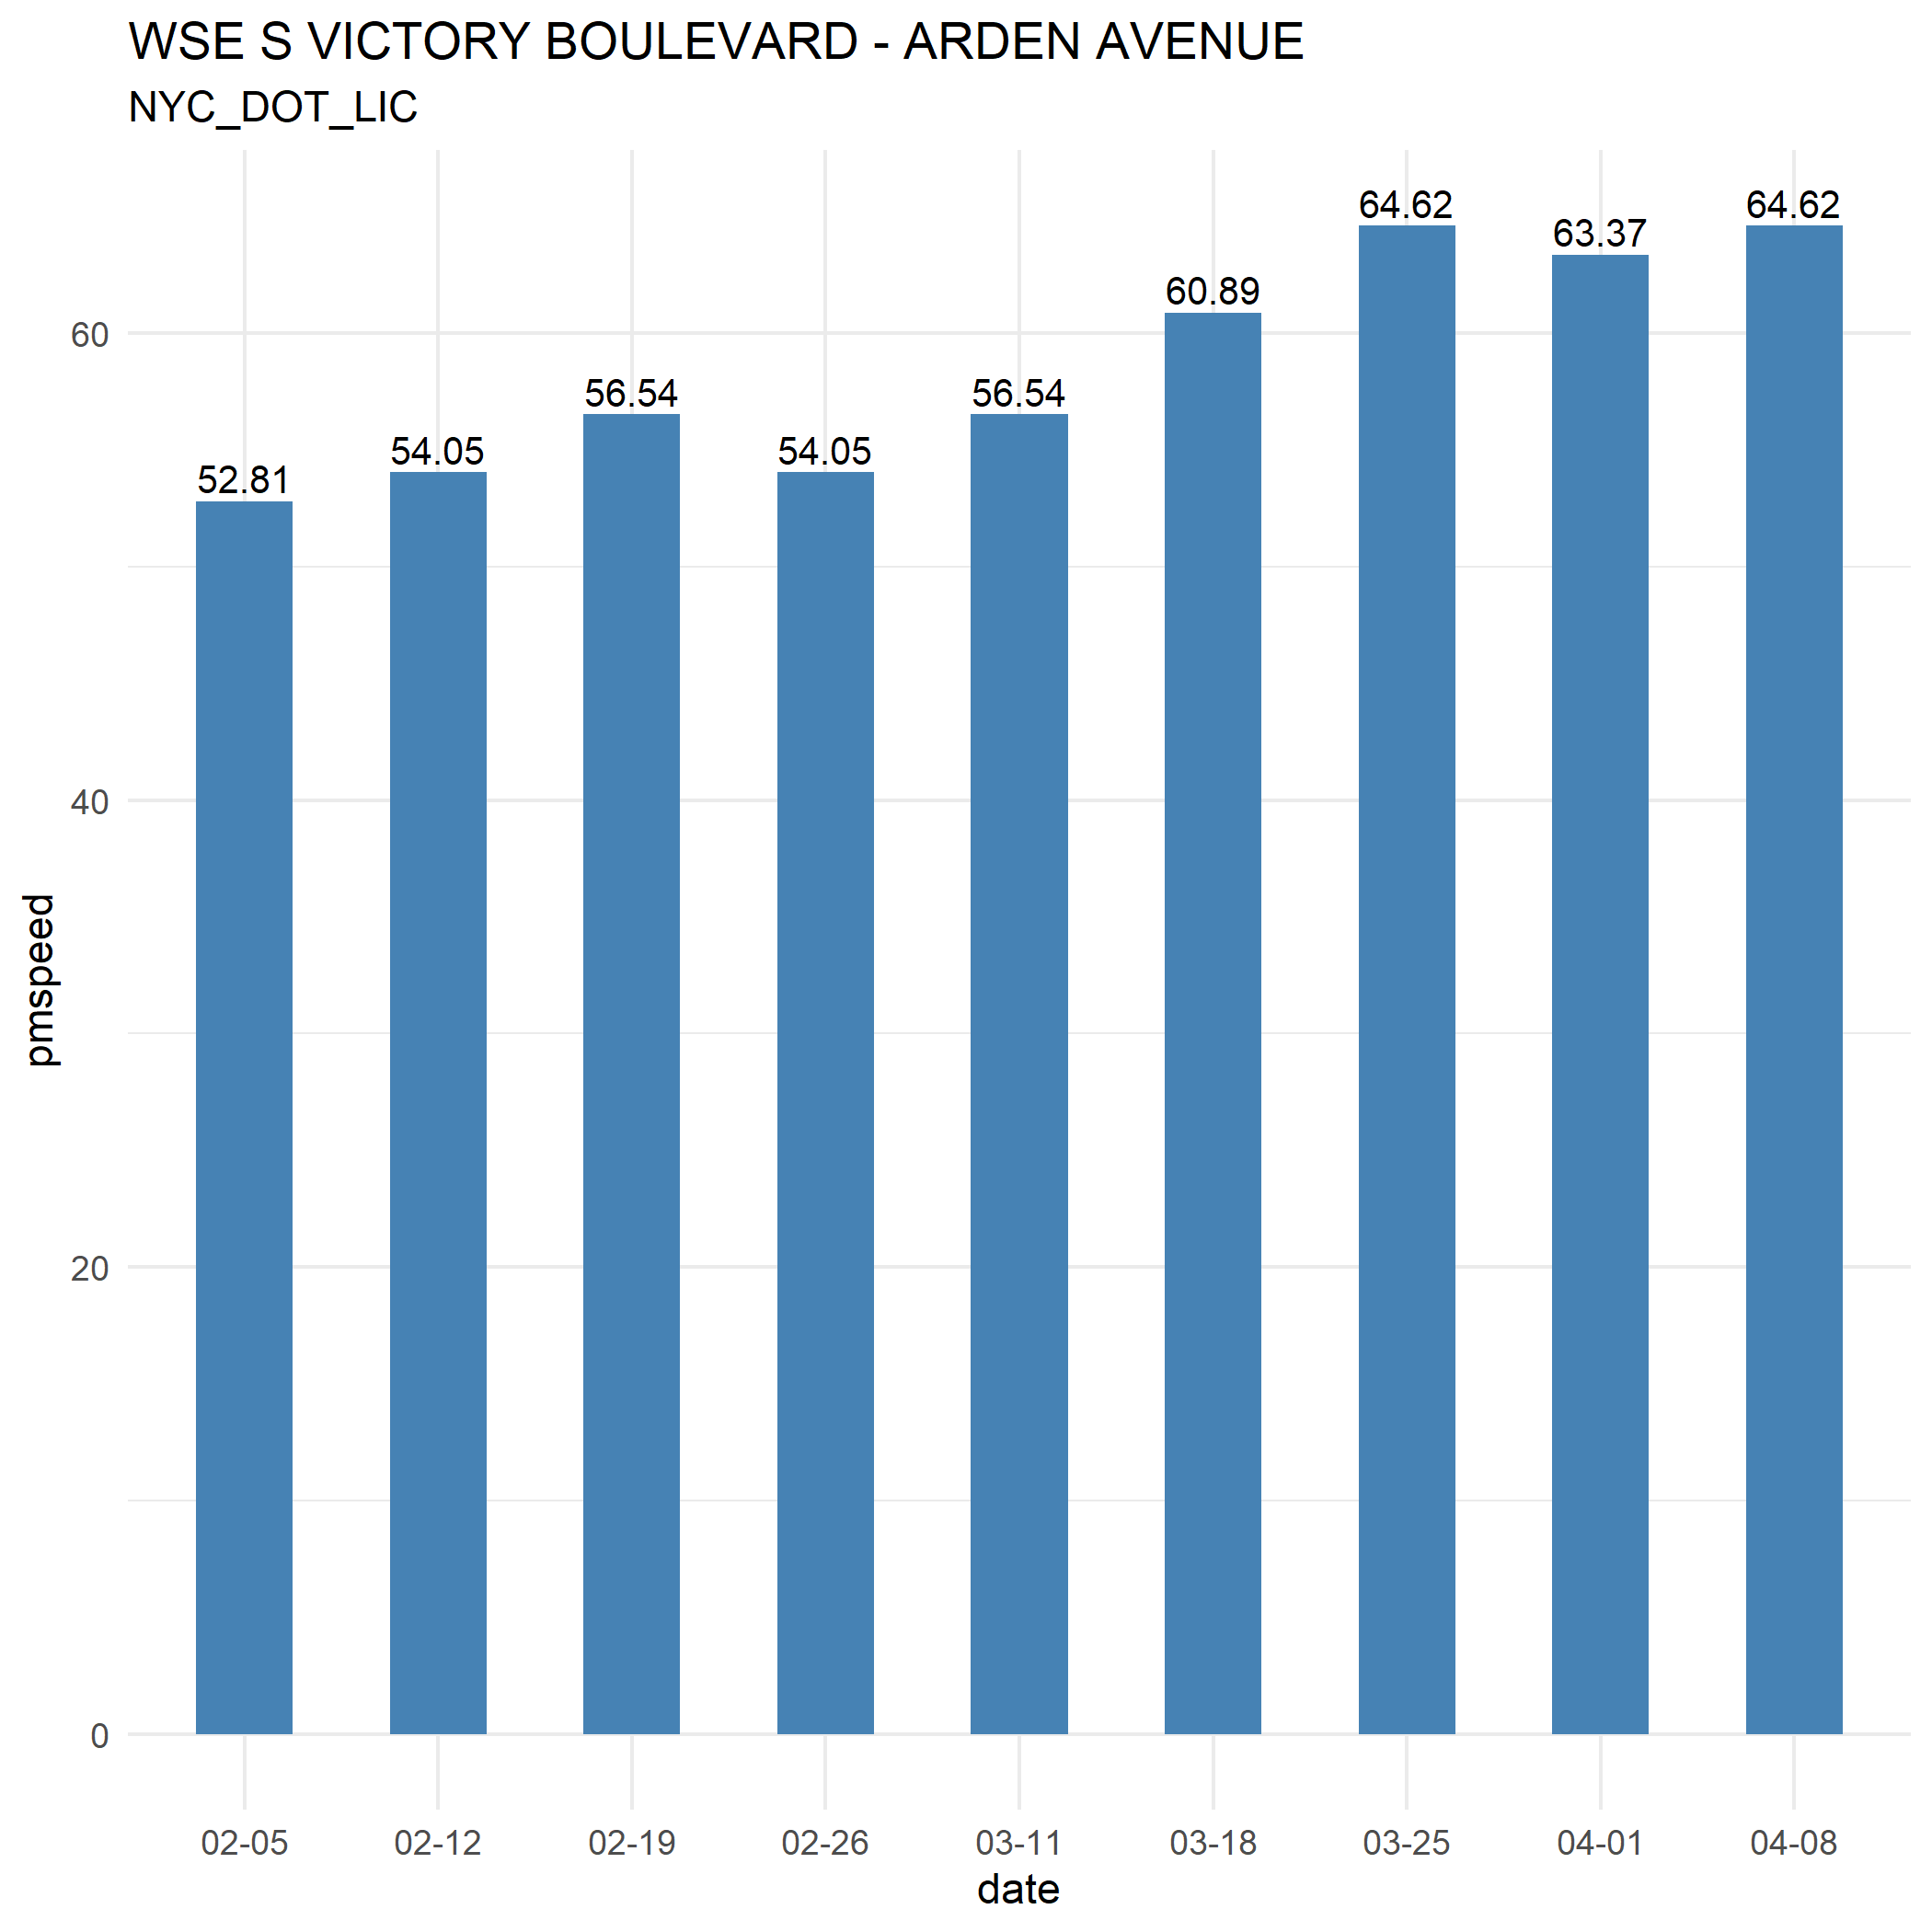 WSE S VICTORY BOULEVARD - ARDEN AVENUE
NYC_DOT_LIC
64.62
64.62
63.37
60.89
56.54
56.54
54.05
54.05
52.81
60
40
20
0
pmspeed
02-05 02-12 02-19 02-26 03-11 03-18 03-25 04-01 04-08
date